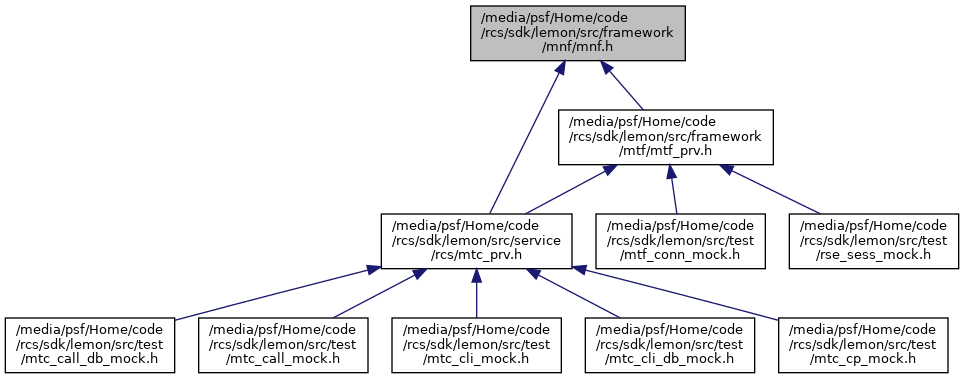 /media/psf/Home/code
/rcs/sdk/lemon/src/framework
/mnf/mnf.h
/media/psf/Home/code
/rcs/sdk/lemon/src/framework
/mtf/mtf_prv.h
/media/psf/Home/code
/rcs/sdk/lemon/src/service
/rcs/mtc_prv.h
/media/psf/Home/code
/rcs/sdk/lemon/src/test
/mtf_conn_mock.h
/media/psf/Home/code
/rcs/sdk/lemon/src/test
/rse_sess_mock.h
/media/psf/Home/code
/rcs/sdk/lemon/src/test
/mtc_call_db_mock.h
/media/psf/Home/code
/rcs/sdk/lemon/src/test
/mtc_call_mock.h
/media/psf/Home/code
/rcs/sdk/lemon/src/test
/mtc_cli_mock.h
/media/psf/Home/code
/rcs/sdk/lemon/src/test
/mtc_cli_db_mock.h
/media/psf/Home/code
/rcs/sdk/lemon/src/test
/mtc_cp_mock.h